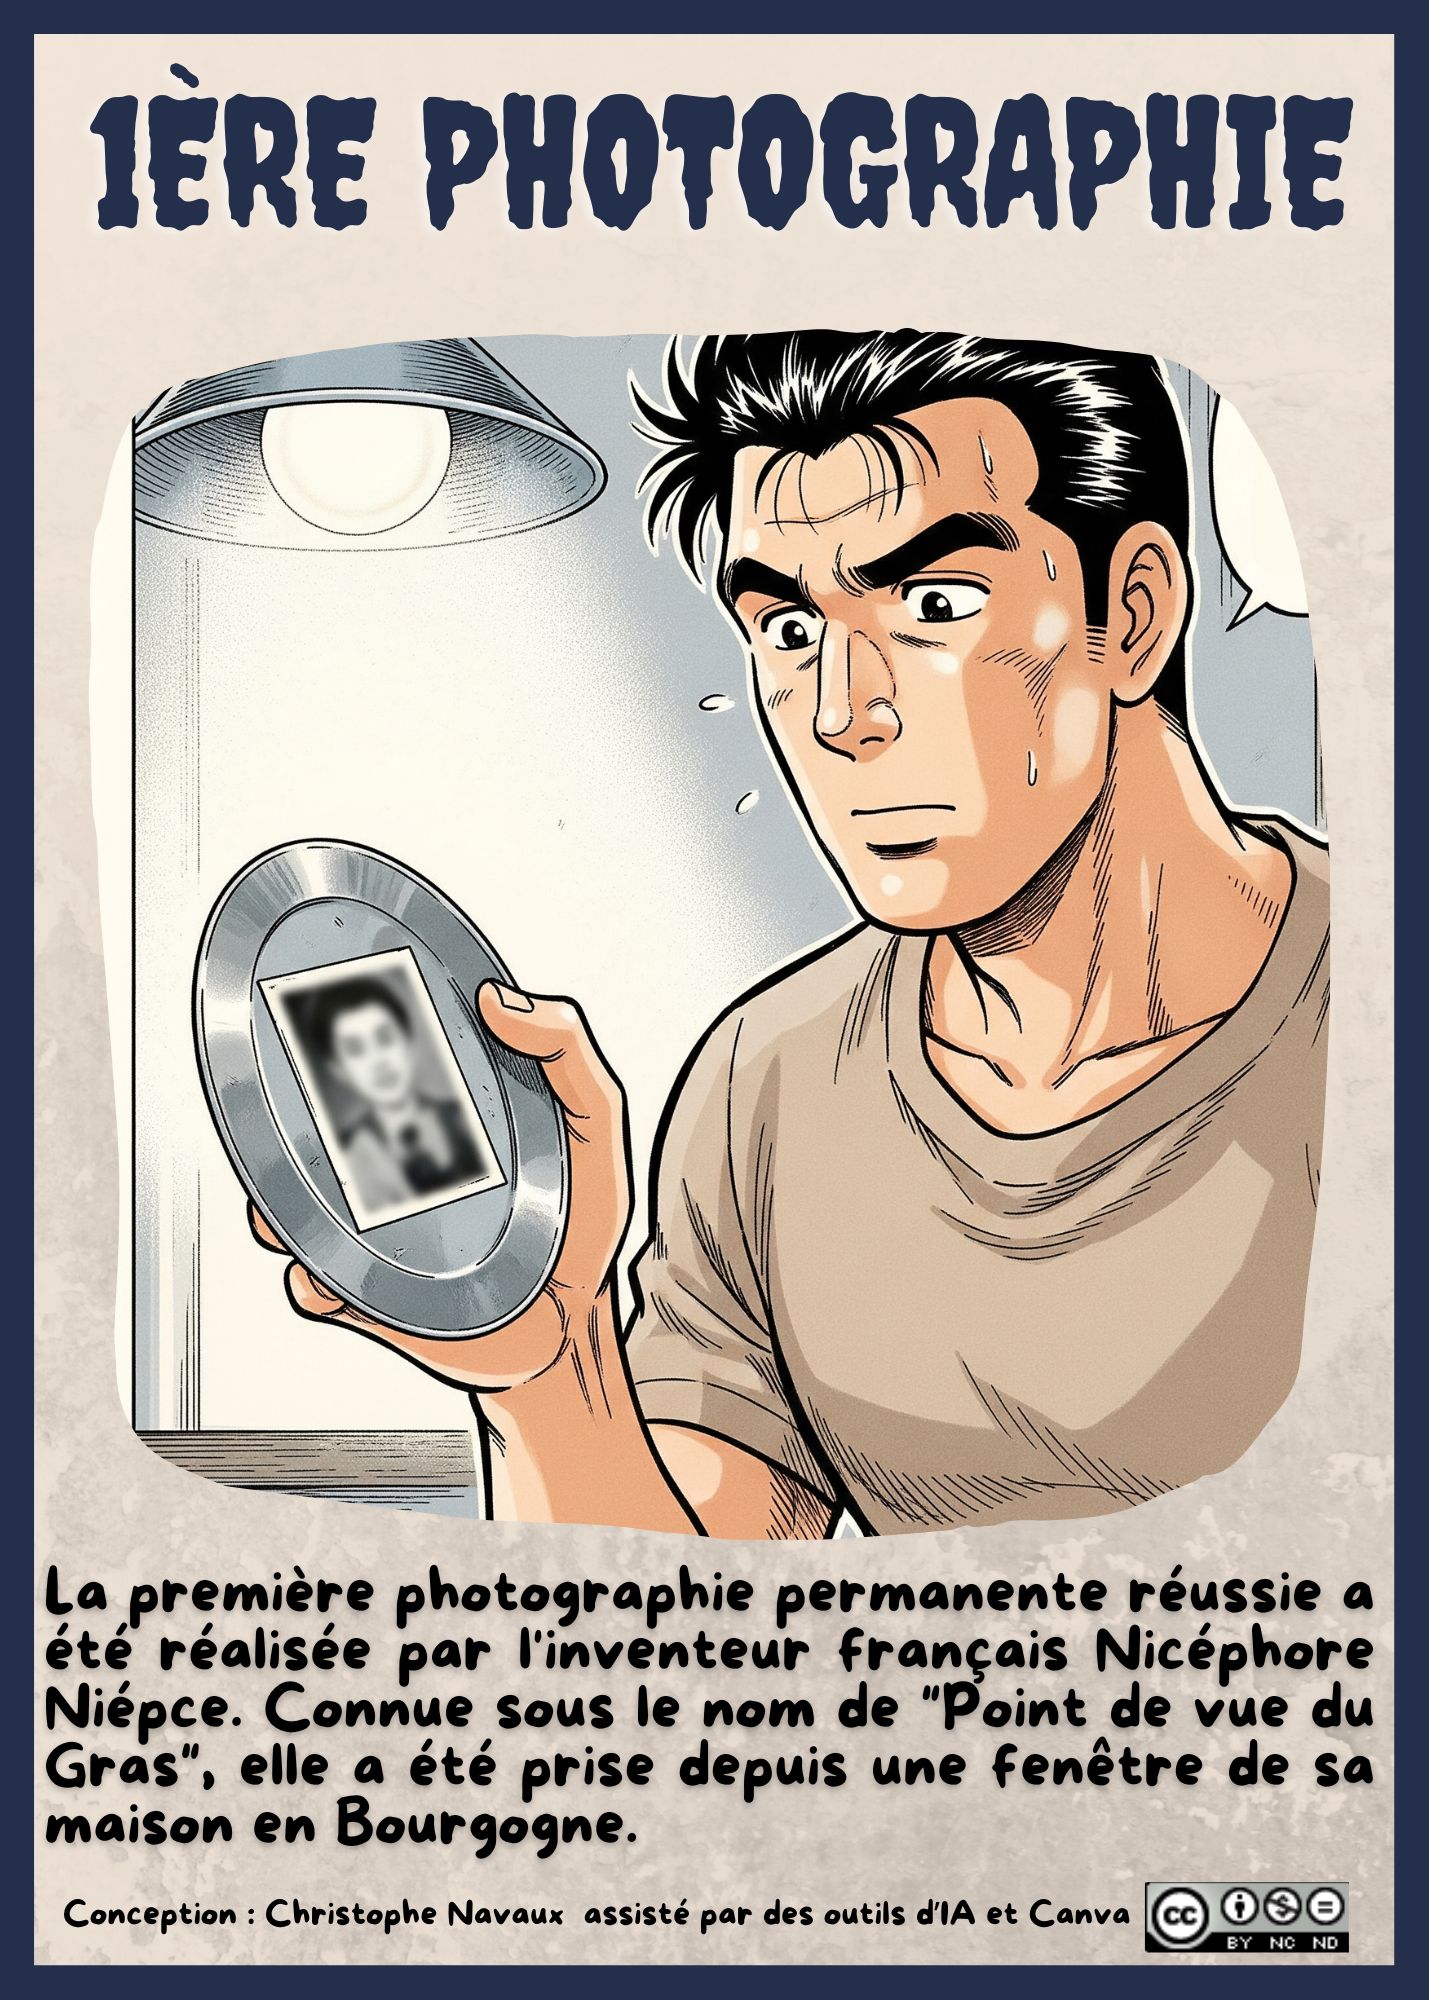 1ÈRE PHOTOGRAPHIE
La première photographie permanente réussie a
été réalisée par l'inventeur français Nicéphore
Niépce. Connue sous le nom de "Point de vue du
Gras", elle a été prise depuis une fenêtre de sa
maison en Bourgogne.
Conception : Christophe Navaux assisté par des outils d'IA et Canva
cc BY NC ND